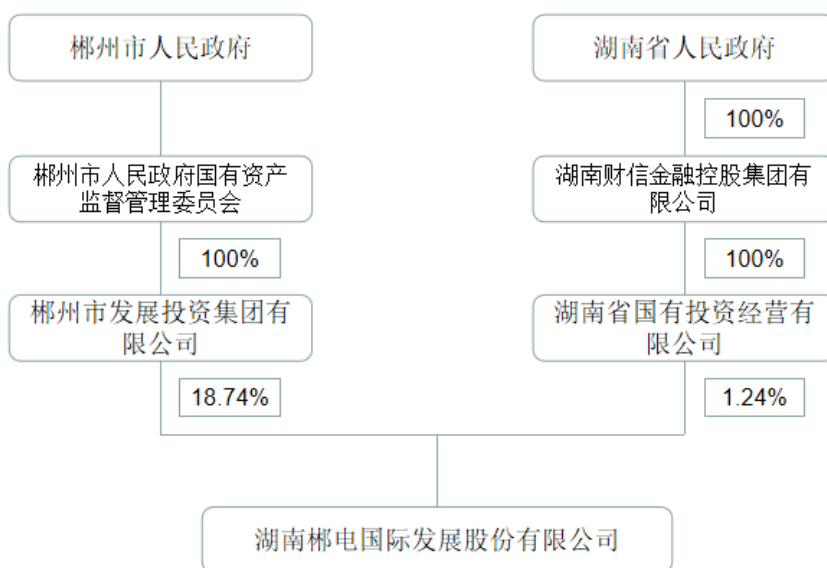 郴州市人民政府
湖南省人民政府
100%
郴州市人民政府国有资产
监督管理委员会
湖南财信金融控股集团有
限公司
100%
100%
郴州市发展投资集团有
限公司
湖南省国有投资经营有
限公司
18.74%
1.24%
湖南郴电国际发展股份有限公司